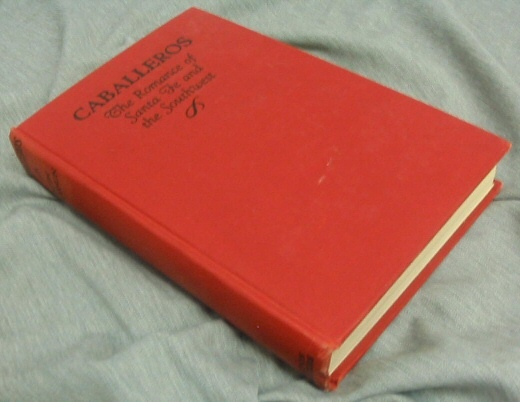 CABALLEROS
The Romance of
Santa Fe and
the Southwest